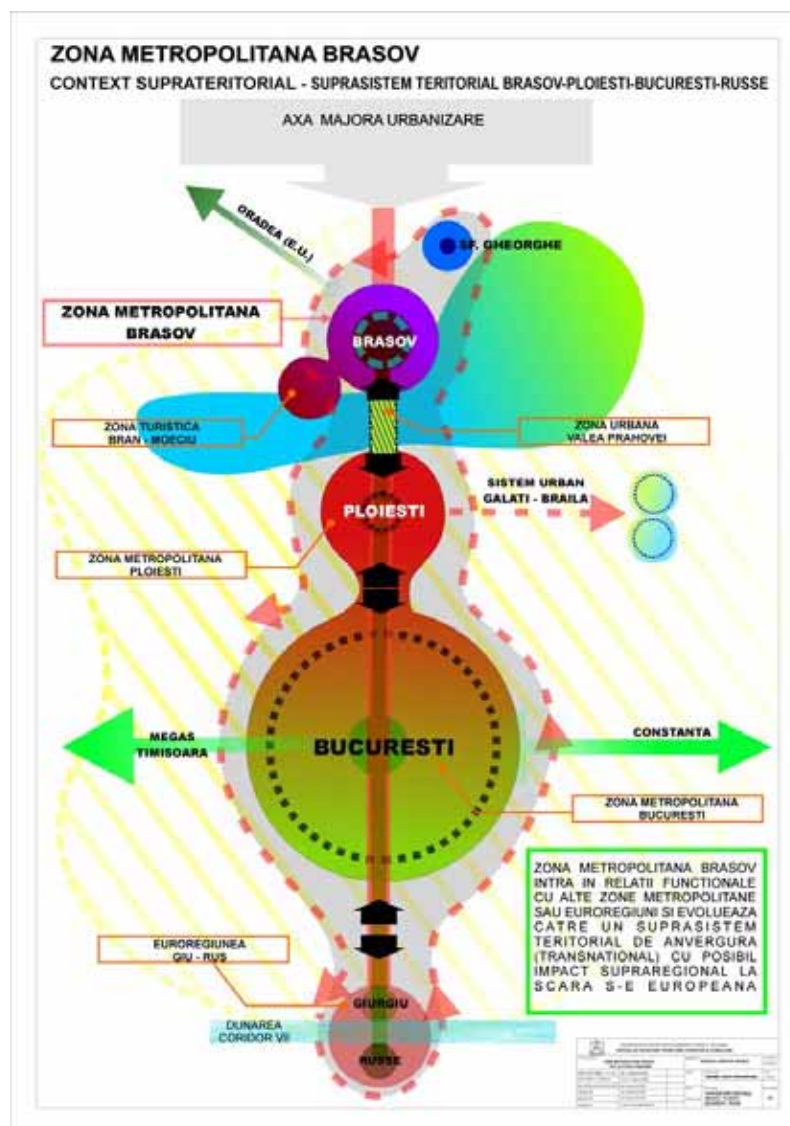 ZONA METROPOLITANA BRASOV
CONTEXT SUPRATERITORIAL - SUPRASISTEM TERITORIAL BRASOV-PLOIESTI-BUCURESTI-RUSSE
AXA MAJORA URBANIZARE
ORADEA (E.U.)
SF. GHEORGHE
ZONA METROPOLITANA
BRASOV
BRASOV
ZONA TURISTICA
BRAN - MOECIU
ZONA URBANA
VALEA PRAHOVEI
SISTEM URBAN
GALATI - BRAILA
PLOIESTI
ZONA METROPOLITANA
PLOIESTI
MEGAS
TIMISOARA
BUCURESTI
CONSTANTA
ZONA METROPOLITANA
BUCURESTI
ZONA METROPOLITANA BRASOV
INTRA IN RELATII FUNCTIONALE
CU ALTE ZONE METROPOLITANE
SAU EUROREGIUNI SI EVOLUEAZA
CATRE UN SUPRASISTEM
TERITORIAL DE ANVERGURA
(TRANSNATIONAL) CU POSIBIL
IMPACT SUPRAREGIONAL LA
SCARA S-E EUROPEANA
EUROREGIUNEA
GIU - RUS
GIURGIU
DUNAREA
CORIDOR VII
RUSSE